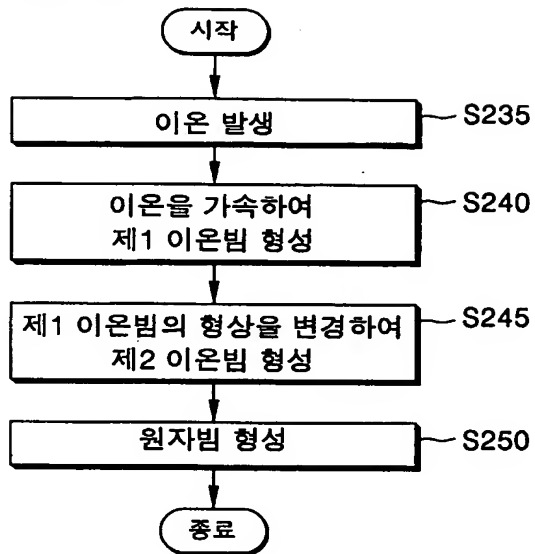 시작
이온 발생
S235
이온을 가속하여
제1 이온빔 형성
S240
제1 이온빔의 형상을 변경하여
제2 이온빔 형성
S245
원자빔 형성
S250
종료